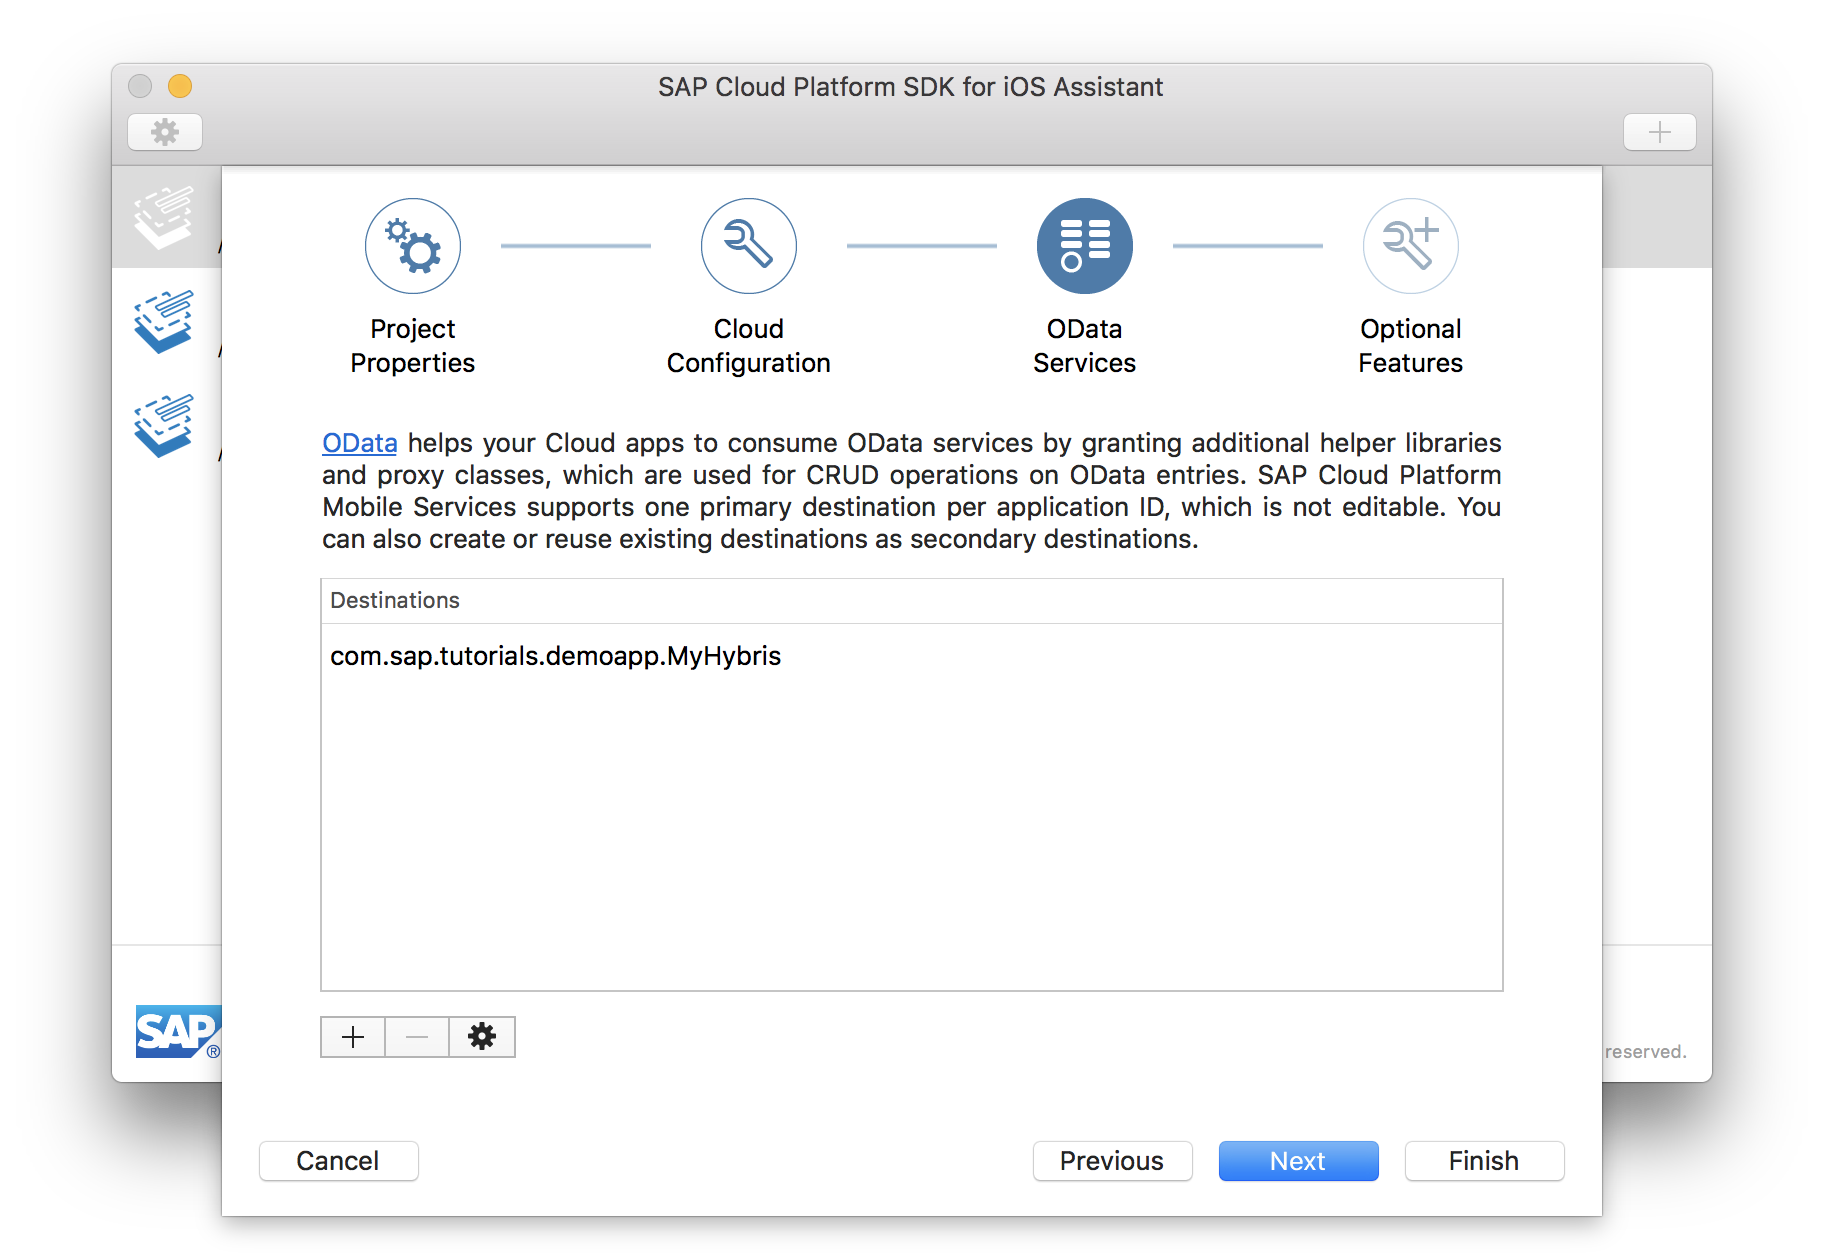 SAP Cloud Platform SDK for iOS Assistant
Project
Properties
Cloud
Configuration
OData
Services
Optional
Features
OData helps your Cloud apps to consume OData services by granting additional helper libraries
and proxy classes, which are used for CRUD operations on OData entries. SAP Cloud Platform
Mobile Services supports one primary destination per application ID, which is not editable. You
can also create or reuse existing destinations as secondary destinations.
Destinations
com.sap.tutorials.demoapp.MyHybris
SAP®
reserved.
Cancel
Previous
Next
Finish